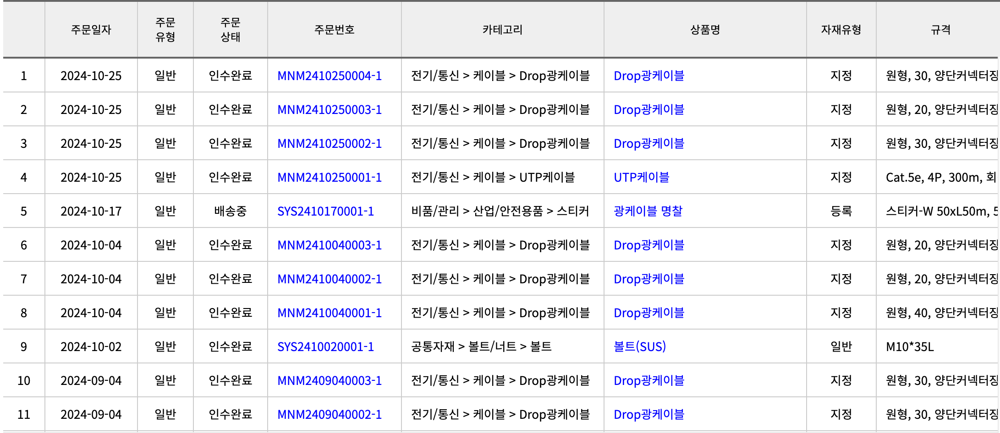 주문일자 주문 유형 주문 상태 주문번호 카테고리 상품명 자재유형 규격
1 2024-10-25 일반 인수완료 MNM2410250004-1 전기/통신 > 케이블 > Drop광케이블 Drop광케이블 지정 원형, 30, 양단커넥터장
2 2024-10-25 일반 인수완료 MNM2410250003-1 전기/통신 > 케이블 > Drop광케이블 Drop광케이블 지정 원형, 20, 양단커넥터장
3 2024-10-25 일반 인수완료 MNM2410250002-1 전기/통신 > 케이블 > Drop광케이블 Drop광케이블 지정 원형, 30, 양단커넥터장
4 2024-10-25 일반 인수완료 MNM2410250001-1 전기/통신 > 케이블 > UTP케이블 UTP케이블 지정 Cat.5e, 4P, 300m, 회
5 2024-10-17 일반 배송중 SYS2410170001-1 비품/관리 > 산업/안전용품 > 스티커 광케이블 명찰 등록 스티커-W 50xL50m, 5
6 2024-10-04 일반 인수완료 MNM2410040003-1 전기/통신 > 케이블 > Drop광케이블 Drop광케이블 지정 원형, 20, 양단커넥터장
7 2024-10-04 일반 인수완료 MNM2410040002-1 전기/통신 > 케이블 > Drop광케이블 Drop광케이블 지정 원형, 20, 양단커넥터장
8 2024-10-04 일반 인수완료 MNM2410040001-1 전기/통신 > 케이블 > Drop광케이블 Drop광케이블 지정 원형, 40, 양단커넥터장
9 2024-10-02 일반 인수완료 SYS2410020001-1 공통자재 > 볼트/너트 > 볼트 볼트(SUS) 일반 M10*35L
10 2024-09-04 일반 인수완료 MNM2409040003-1 전기/통신 > 케이블 > Drop광케이블 Drop광케이블 지정 원형, 30, 양단커넥터장
11 2024-09-04 일반 인수완료 MNM2409040002-1 전기/통신 > 케이블 > Drop광케이블 Drop광케이블 지정 원형, 30, 양단커넥터장